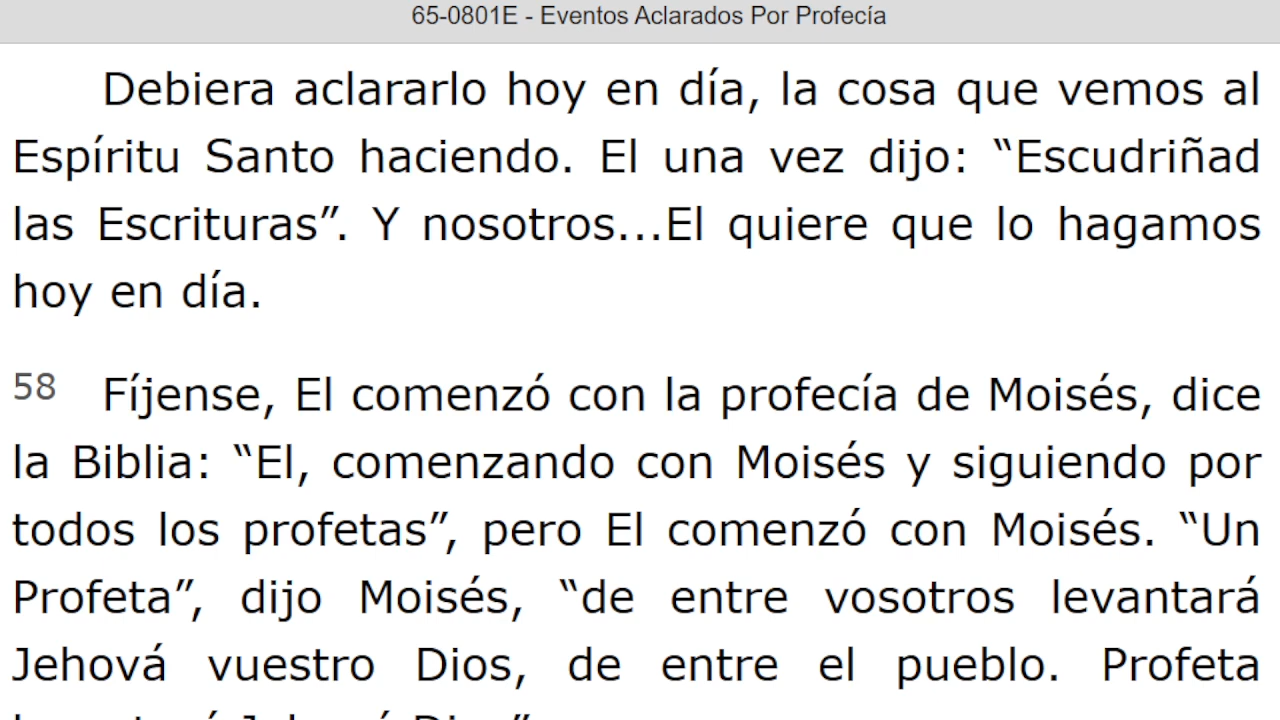 65-0801E - Eventos Aclarados Por Profecía
Debiera aclararlo hoy en día, la cosa que vemos al
Espíritu Santo haciendo. El una vez dijo: “Escudriñad
las Escrituras”. Y nosotros...El quiere que lo hagamos
hoy en día.
58 Fíjense, El comenzó con la profecía de Moisés, dice
la Biblia: “El, comenzando con Moisés y siguiendo por
todos los profetas”, pero El comenzó con Moisés. “Un
Profeta”, dijo Moisés, “de entre vosotros levantará
Jehová vuestro Dios, de entre el pueblo. Profeta